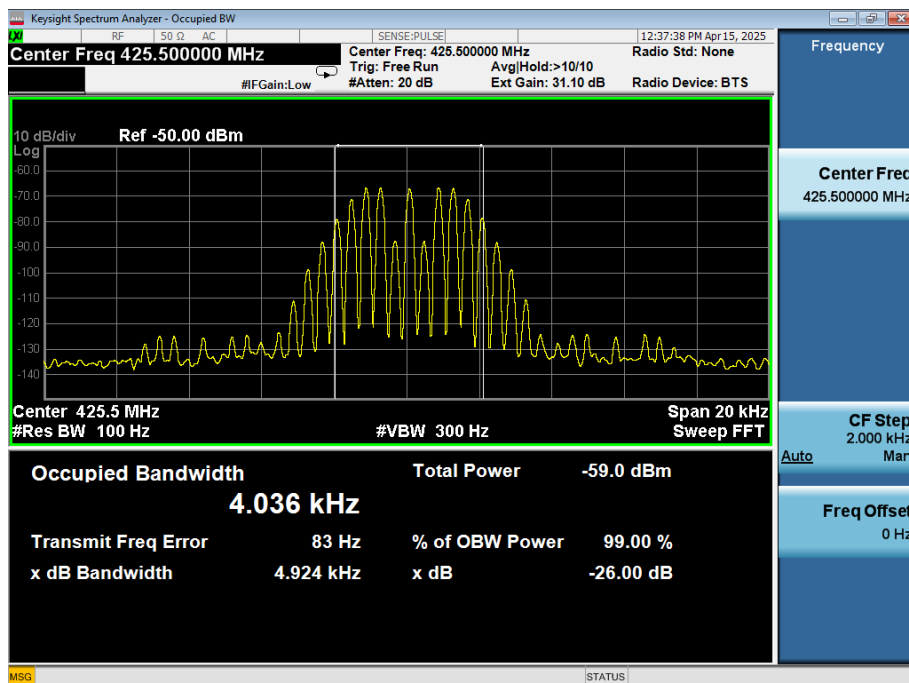 Keysight Spectrum Analyzer - Occupied BW
LXI RF 50 Ω AC SENSE:PULSE 12:37:38 PM Apr 15, 2025
Center Freq 425.500000 MHz
Center Freq: 425.500000 MHz Radio Std: None
Trig: Free Run Avg|Hold:>10/10
#IFGain:Low #Atten: 20 dB Ext Gain: 31.10 dB Radio Device: BTS
10 dB/div Ref -50.00 dBm
Log
-60.0
-70.0
-80.0
-90.0
-100
-110
-120
-130
-140
Center 425.5 MHz Span 20 kHz
#Res BW 100 Hz #VBW 300 Hz Sweep FFT
Occupied Bandwidth Total Power -59.0 dBm
4.036 kHz
Transmit Freq Error 83 Hz % of OBW Power 99.00 %
x dB Bandwidth 4.924 kHz x dB -26.00 dB
MSG STATUS
Frequency
Center Freq
425.500000 MHz
CF Step
2.000 kHz
Auto Man
Freq Offset
0 Hz